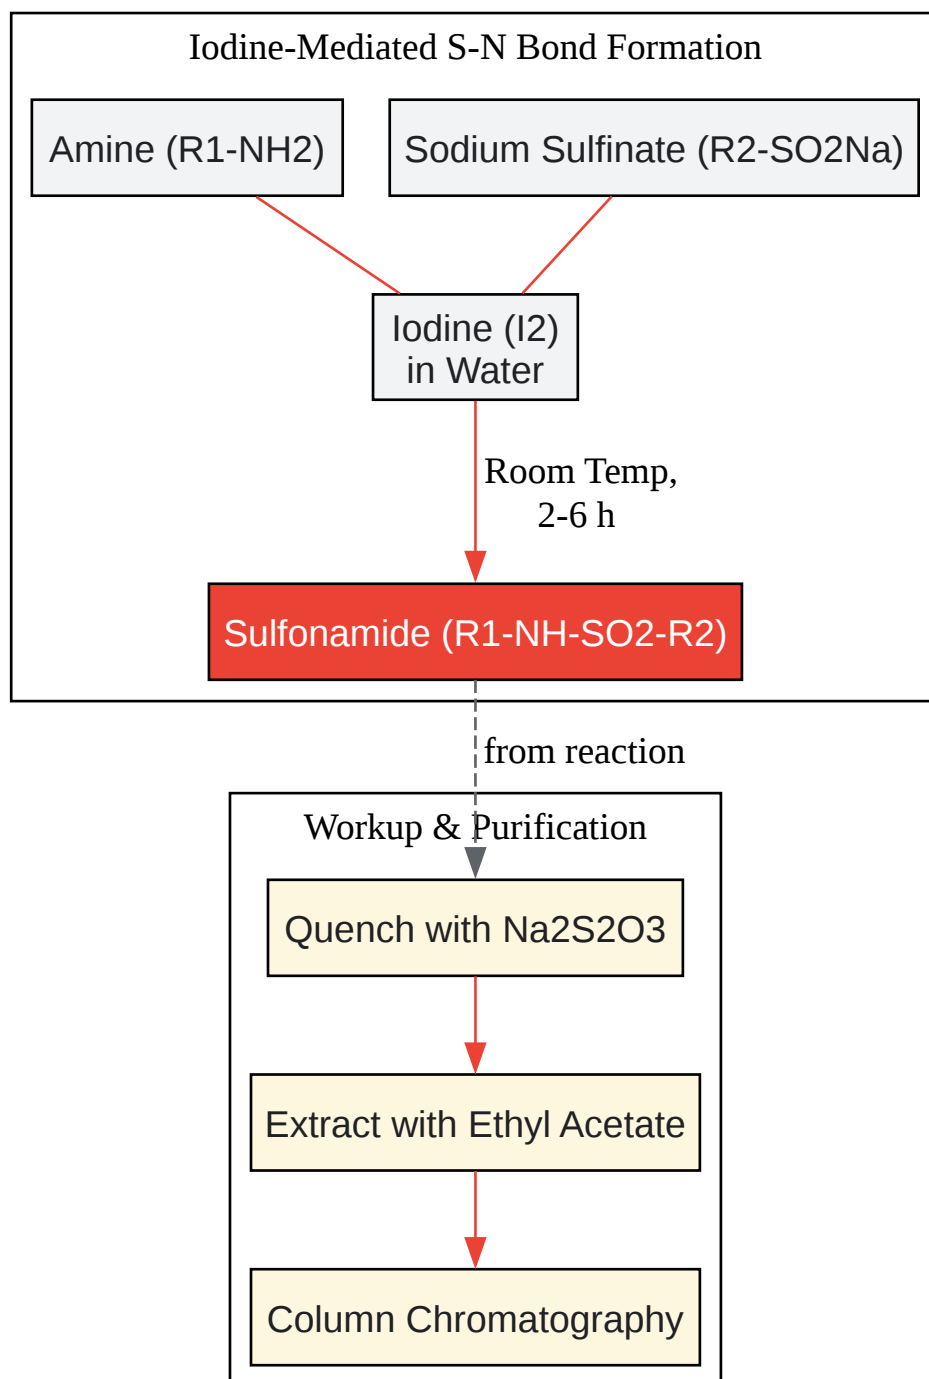 Iodine-Mediated S-N Bond Formation
Amine (R1-NH2)
Sodium Sulfinate (R2-SO2Na)
Iodine (I2)
in Water
Room Temp,
2-6 h
Sulfonamide (R1-NH-SO2-R2)
from reaction
Workup & Purification
Quench with Na2S2O3
Extract with Ethyl Acetate
Column Chromatography